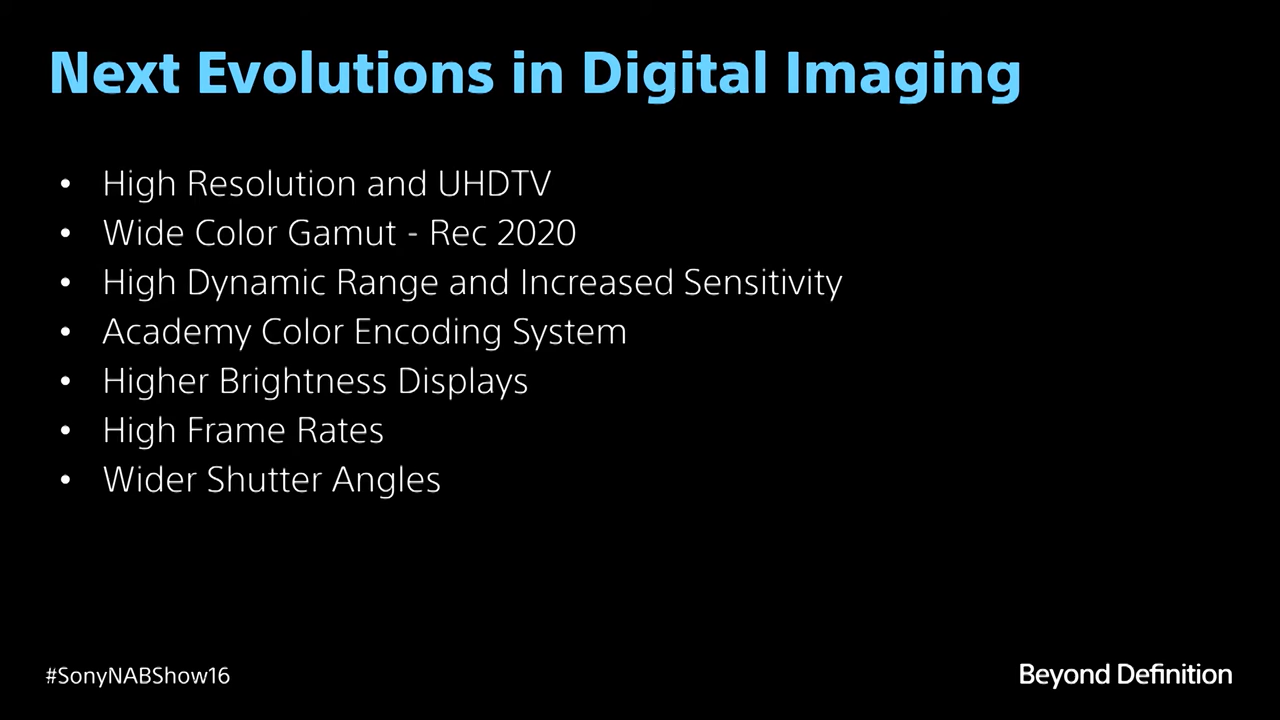 Next Evolutions in Digital Imaging
• High Resolution and UHDTV
• Wide Color Gamut - Rec 2020
• High Dynamic Range and Increased Sensitivity
• Academy Color Encoding System
• Higher Brightness Displays
• High Frame Rates
• Wider Shutter Angles
#SonyNABShow16
Beyond Definition